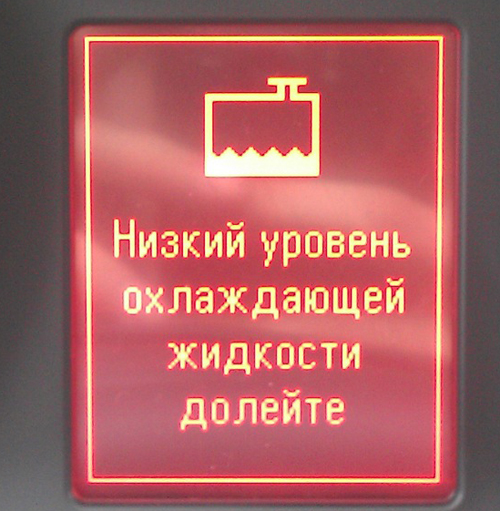 Низкий уровень
охлаждающей
жидкости
долейте